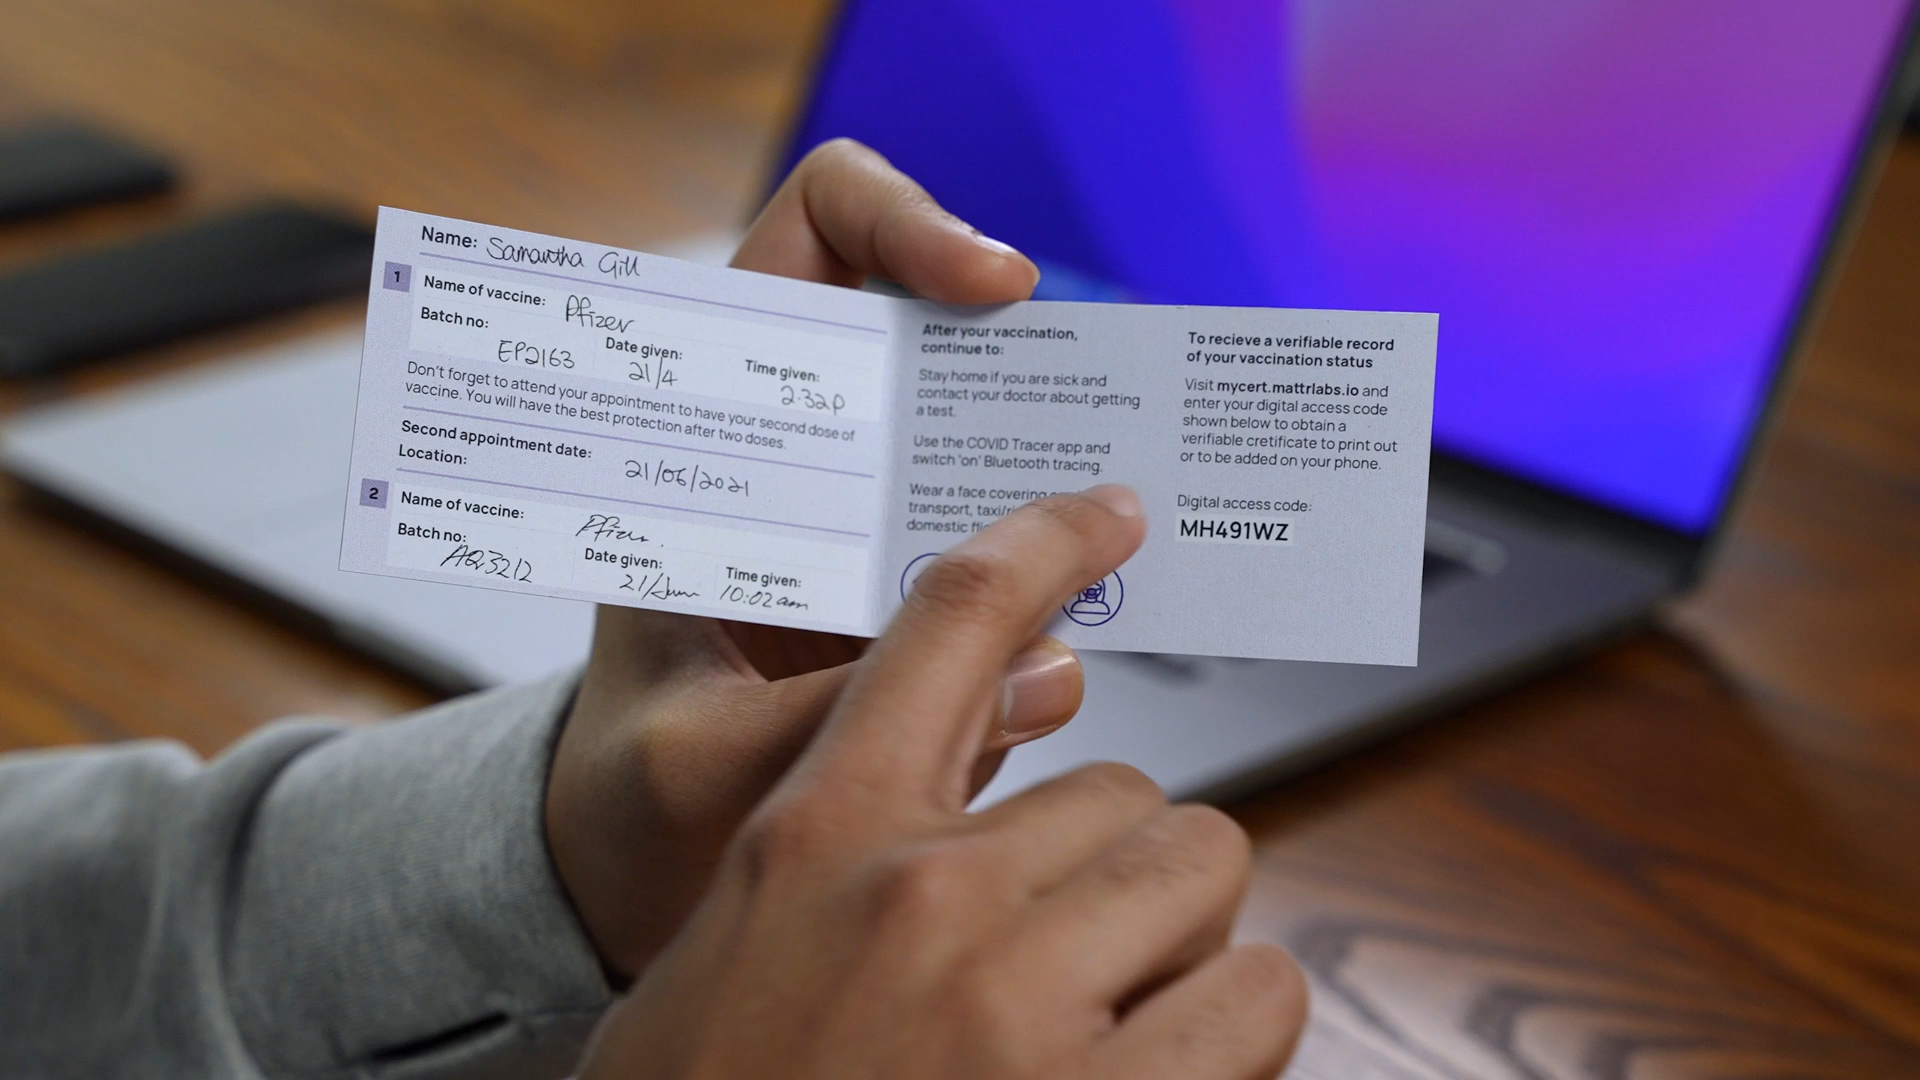 Name: Samantha Gill
1
Name of vaccine: Pfizer
Batch no: EP2163
Date given: 21/4
Time given: 2.32p
Don't forget to attend your appointment to have your second dose of
vaccine. You will have the best protection after two doses.
Second appointment date: 21/06/2021
Location:
2
Name of vaccine: Pfizer.
Batch no: AQ3212
Date given: 21/June
Time given: 10:02am
After your vaccination,
continue to:
Stay home if you are sick and
contact your doctor about getting
a test.
Use the COVID Tracer app and
switch 'on' Bluetooth tracing.
Wear a face covering
transport, taxi/
domestic
To recieve a verifiable record
of your vaccination status
Visit mycert.mattrlabs.io and
enter your digital access code
shown below to obtain a
verifiable cretificate to print out
or to be added on your phone.
Digital access code:
MH491WZ